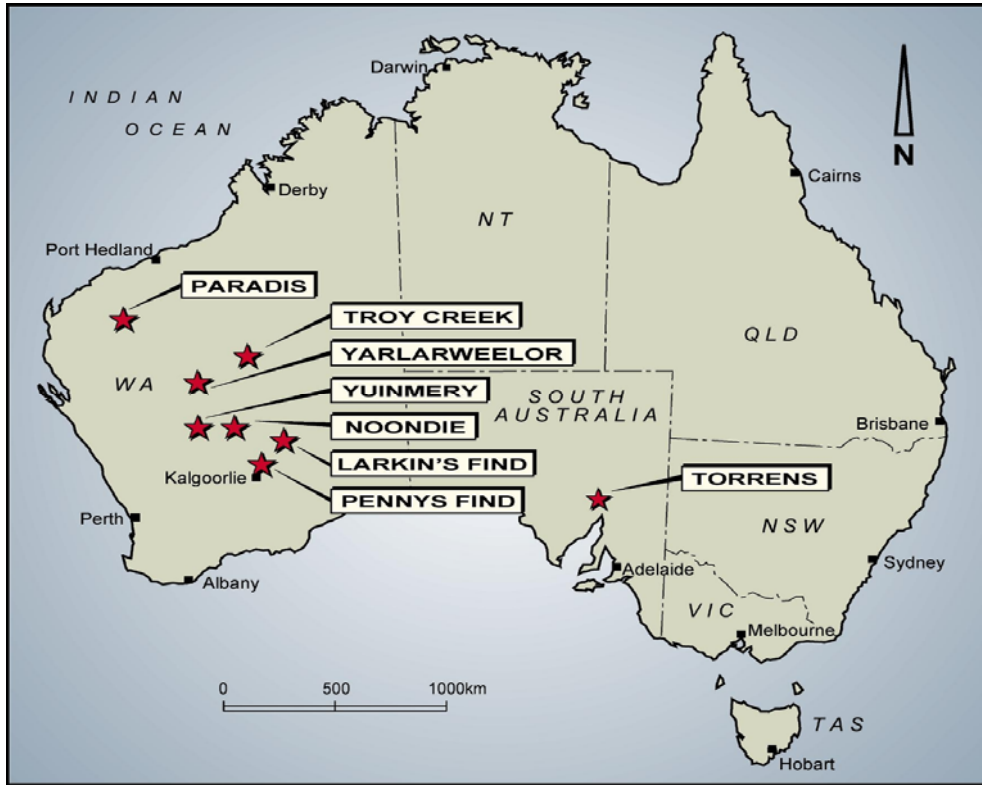 INDIAN
OCEAN
Darwin
N
Cairns
Derby
NT
Port Hedland
PARADIS
TROY CREEK
QLD
YARLARWEELOR
WA
YUINMERY
SOUTH
AUSTRALIA
NOONDIE
Brisbane
LARKIN'S FIND
Kalgoorlie
TORRENS
PENNYS FIND
Perth
NSW
Sydney
Adelaide
Albany
VIC
Melbourne
0 500 1000km
TAS
Hobart